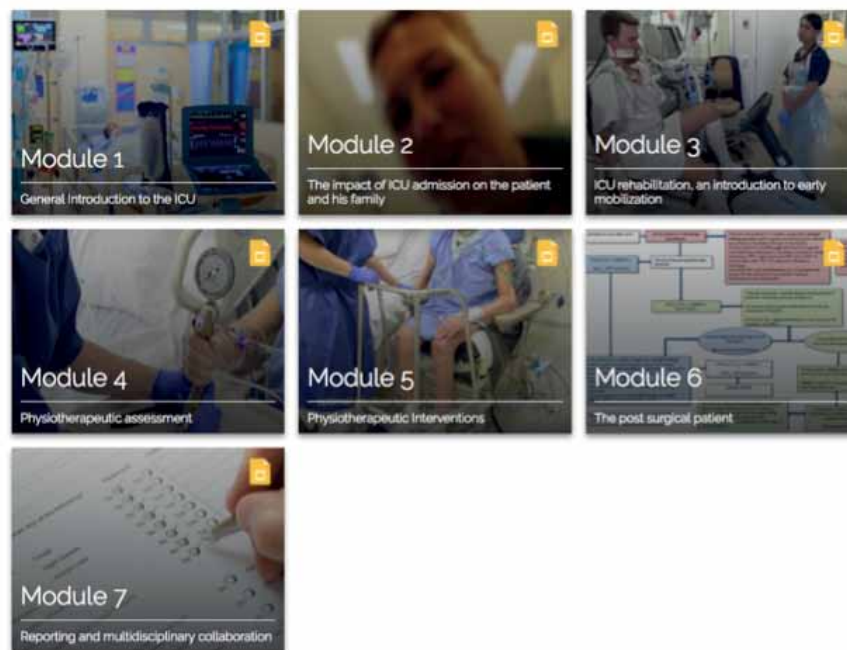 Module 1
General Introduction to the ICU
Module 2
The impact of ICU admission on the patient
and his family
Module 3
ICU rehabilitation, an introduction to early
mobilization
Module 4
Physiotherapeutic assessment
Module 5
Physiotherapeutic Interventions
Module 6
The post surgical patient
Module 7
Reporting and multidisciplinary collaboration